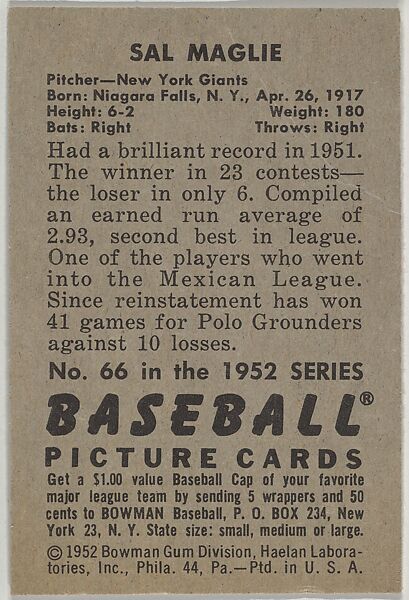 SAL MAGLIE
Pitcher—New York Giants
Born: Niagara Falls, N. Y., Apr. 26, 1917
Height: 6-2 Weight: 180
Bats: Right Throws: Right
Had a brilliant record in 1951.
The winner in 23 contests—
the loser in only 6. Compiled
an earned run average of
2.93, second best in league.
One of the players who went
into the Mexican League.
Since reinstatement has won
41 games for Polo Grounders
against 10 losses.
No. 66 in the 1952 SERIES
BASEBALL®
PICTURE CARDS
Get a $1.00 value Baseball Cap of your favorite
major league team by sending 5 wrappers and 50
cents to BOWMAN Baseball, P. O. BOX 234, New
York 23, N. Y. State size: small, medium or large.
© 1952 Bowman Gum Division, Haelan Labora-
tories, Inc., Phila. 44, Pa.—Ptd. in U. S. A.